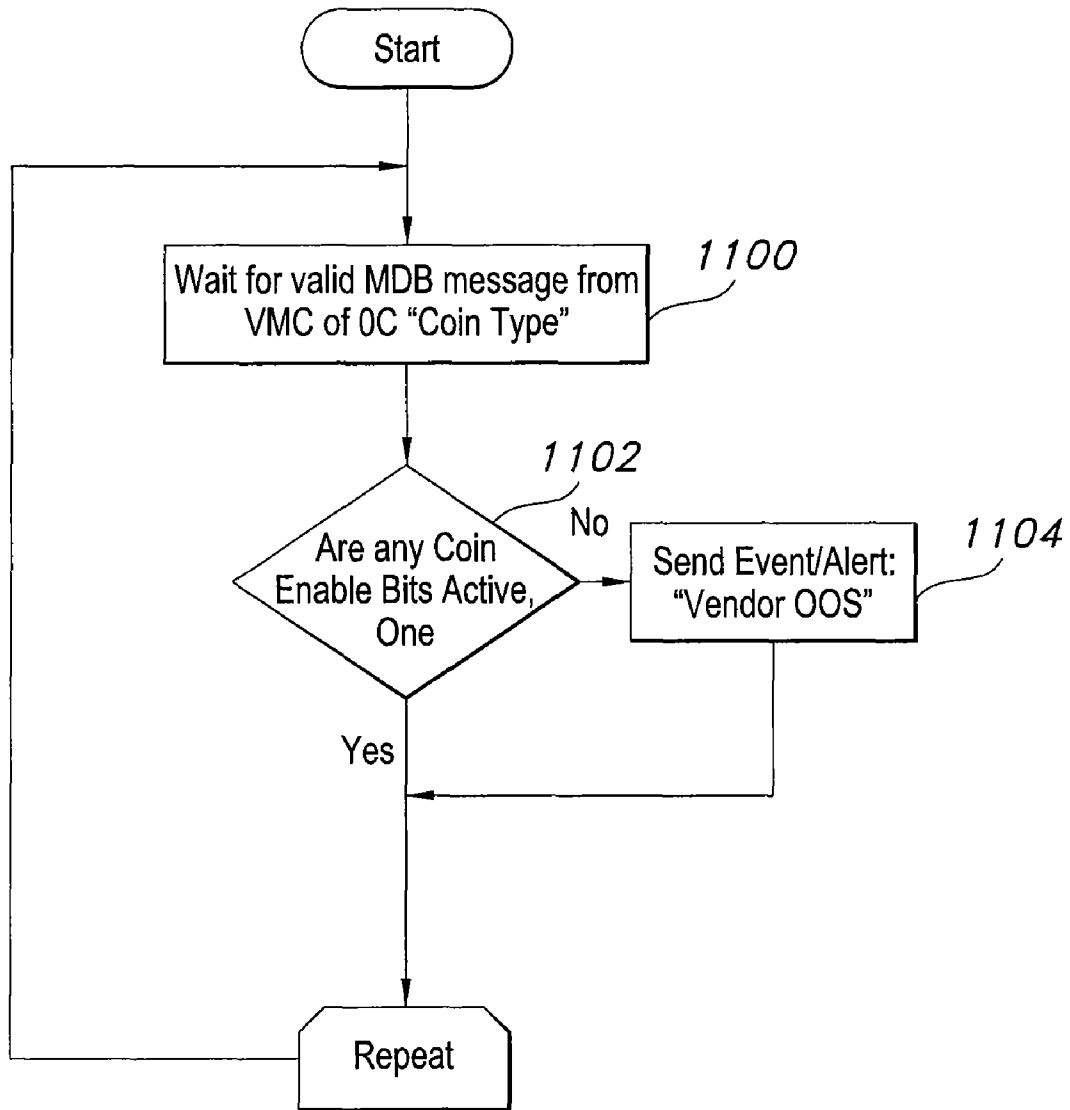 Start
Wait for valid MDB message from
VMC of 0C “Coin Type”
1100
Are any Coin
Enable Bits Active,
One
1102
No
Send Event/Alert:
“Vendor OOS”
1104
Yes
Repeat